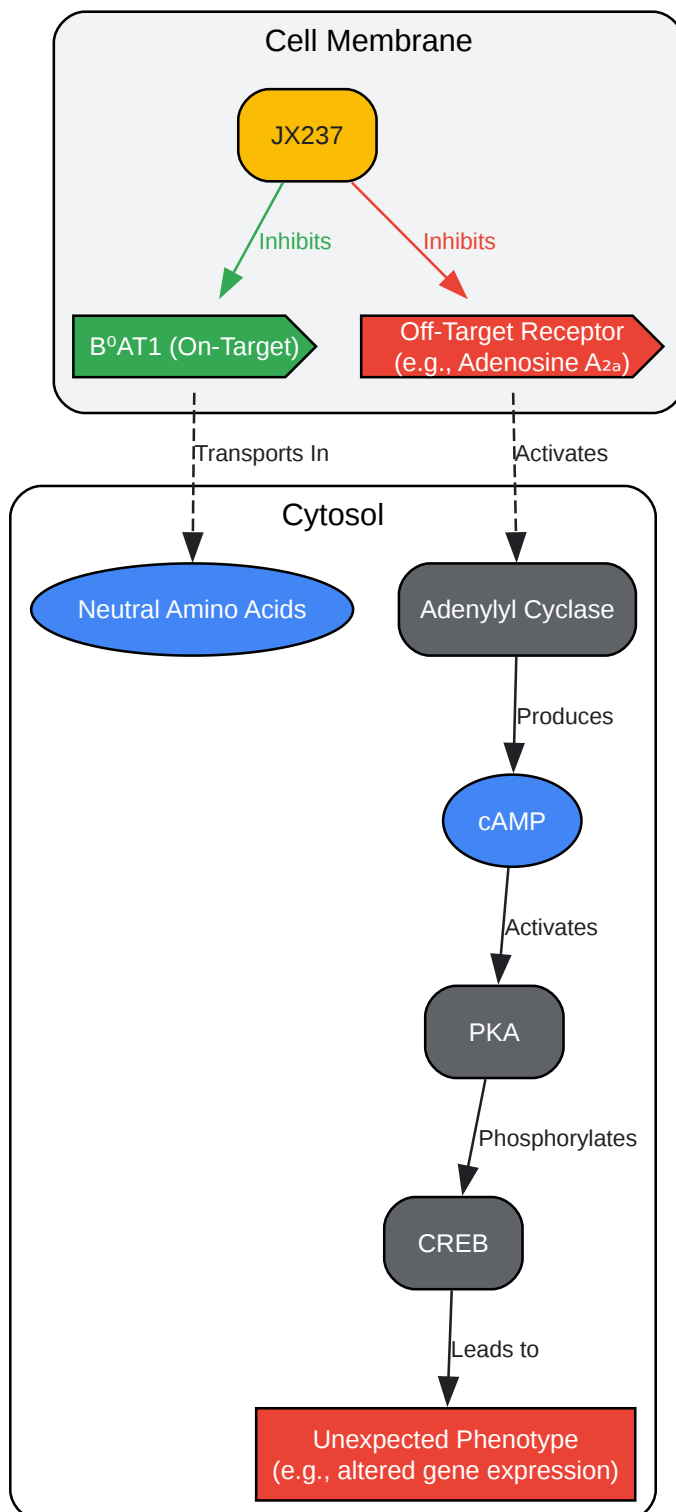 Cell Membrane
JX237
Inhibits
Inhibits
B⁰AT1 (On-Target)
Off-Target Receptor
(e.g., Adenosine A₂ₐ)
Transports In
Activates
Cytosol
Neutral Amino Acids
Adenylyl Cyclase
Produces
cAMP
Activates
PKA
Phosphorylates
CREB
Leads to
Unexpected Phenotype
(e.g., altered gene expression)